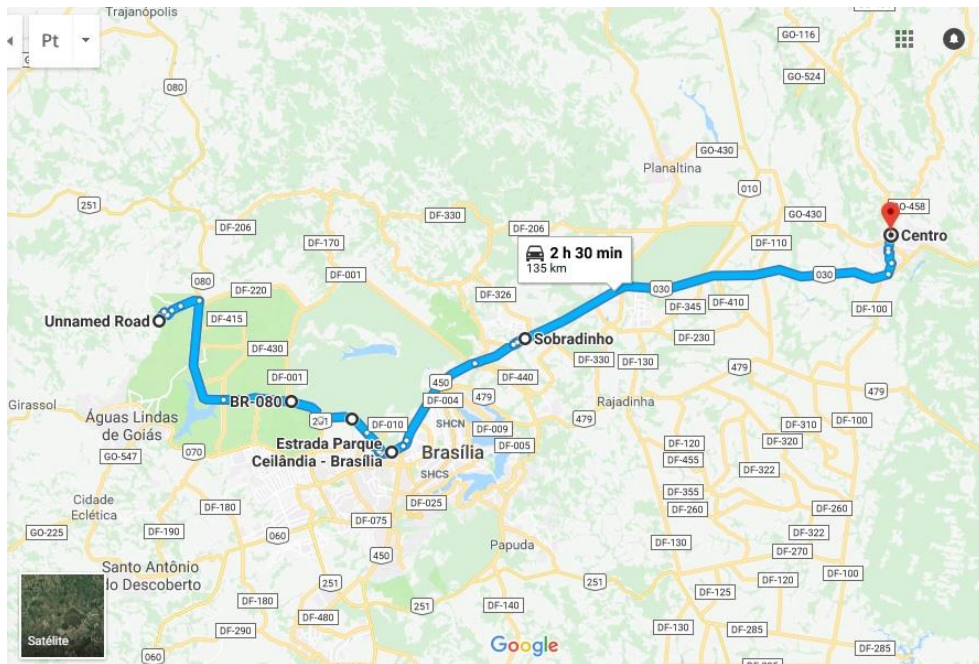 Trajanópolis
Pt
GO-116
080
GO-524
GO-430
Planaltina
010
251
DF-330
DF-206
GO-430
GO-458
DF-206
DF-170
DF-110
Centro
DF-001
2 h 30 min
135 km
080
DF-220
DF-326
030
030
DF-345
DF-410
DF-100
Unnamed Road
DF-415
Sobradinho
DF-230
DF-430
DF-330
DF-130
479
DF-001
450
DF-440
479
DF-004
479
BR-080
Girassol
Águas Lindas
de Goiás
DF-010
SHCN
DF-009
479
Rajadinha
DF-310
DF-100
Estrada Parque
Ceilândia - Brasília
Brasília
DF-005
DF-120
DF-320
GO-547
070
DF-455
DF-322
SHCS
Cidade
Eclética
DF-180
DF-025
DF-355
DF-260
DF-260
DF-075
GO-225
DF-190
060
DF-322
450
Papuda
DF-130
DF-270
Santo Antônio
do Descoberto
251
251
DF-120
DF-100
DF-125
DF-180
251
DF-140
DF-290
DF-480
DF-130
Satélite
Google
060
DF-285
DF-285